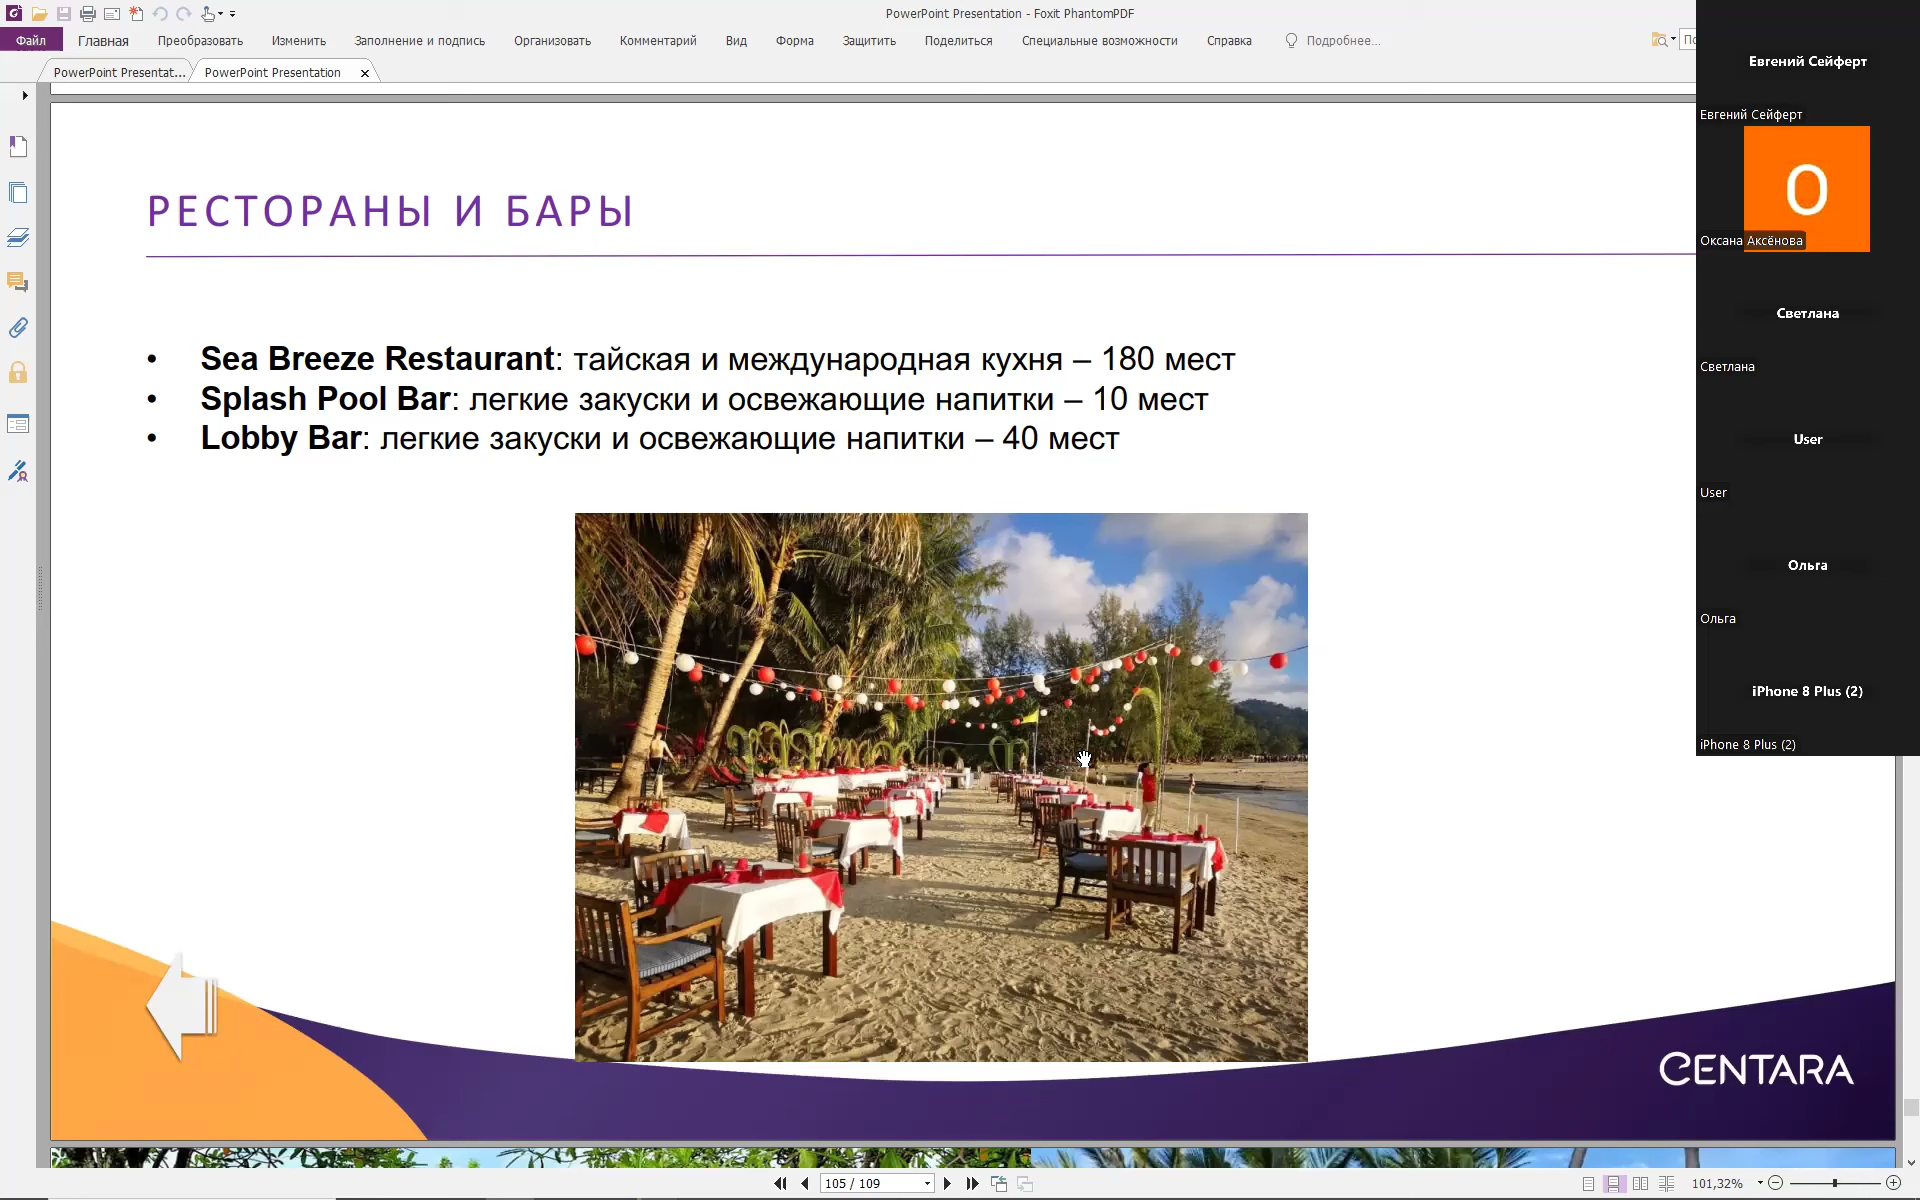 PowerPoint Presentation - Foxit PhantomPDF
Файл Главная Преобразовать Изменить Заполнение и подпись Организовать Комментарий Вид Форма Защитить Поделиться Специальные возможности Справка Подробнее...
PowerPoint Presentat... PowerPoint Presentation
РЕСТОРАНЫ И БАРЫ
• Sea Breeze Restaurant: тайская и международная кухня – 180 мест
• Splash Pool Bar: легкие закуски и освежающие напитки – 10 мест
• Lobby Bar: легкие закуски и освежающие напитки – 40 мест
CENTARA
Евгений Сейферт
Евгений Сейферт
O
Оксана Аксёнова
Светлана
Светлана
User
User
Ольга
Ольга
iPhone 8 Plus (2)
iPhone 8 Plus (2)
105 / 109
101,32%